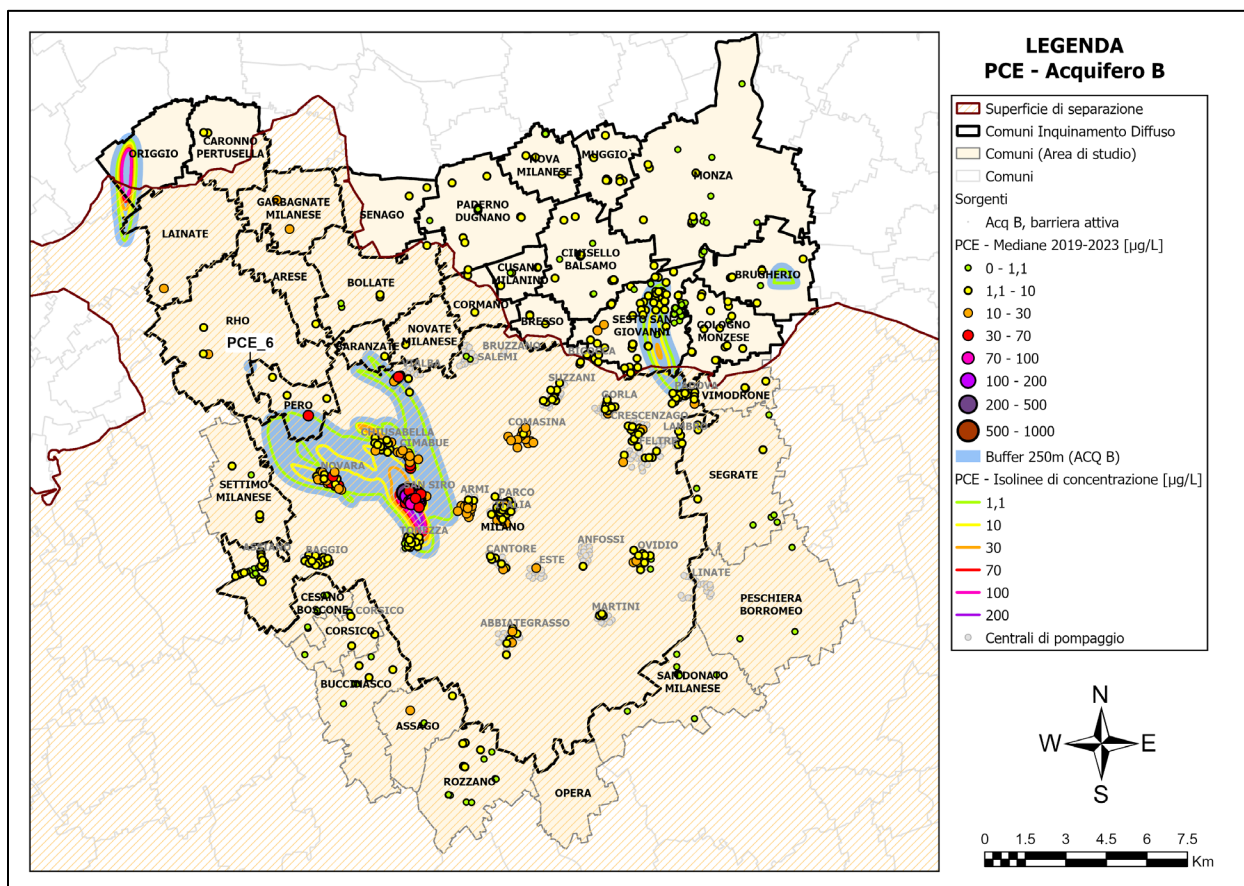 LEGENDA
PCE - Acquifero B
Superficie di separazione
Comuni Inquinamento Diffuso
Comuni (Area di studio)
Comuni
Sorgenti
Acq B, barriera attiva
PCE - Mediane 2019-2023 [µg/L]
0 - 1,1
1,1 - 10
10 - 30
30 - 70
70 - 100
100 - 200
200 - 500
500 - 1000
Buffer 250m (ACQ B)
PCE - Isolinee di concentrazione [µg/L]
1,1
10
30
70
100
200
Centrali di pompaggio
N
W
E
S
0
1.5
3
4.5
6
7.5
Km
ORIGGIO
CARONNO
PERTUSELLA
LAINATE
GARBAGNATE
MILANESE
SENAGO
ARESE
BOLLATE
RHO
PCE_6
PERO
BARANZATE
NOVATE
MILANESE
CORMANO
PADERNO
DUGNANO
NOVA
MILANESE
MUGGIO
MONZA
CINISELLO
BALSAMO
CUSANO
MILANINO
BRESSO
SESTO SAN
GIOVANNI
BRUGHERIO
COLOGNO
MONZESE
VIMODRONE
BRUZZANO
SALEMI
VIALBA
BICOCCA
SUZZANI
GORLA
PADOVA
CRESCENZAGO
LAMBRO
FELTRE
COMASINA
CHIUSABELLA
CIMABUE
NOVARA
SAN SIRO
ARMI
PARCO
ITALIA
MILANO
TORREZZA
CANTORE
ESTE
ANFOSSI
OVIDIO
LINATE
MARTINI
ABBIATEGRASSO
SETTIMO
MILANESE
ASSIANO
BAGGIO
CESANO
BOSCONE
CORSICO
CORSICO
BUCCINASCO
ASSAGO
ROZZANO
OPERA
SEGRATE
PESCHIERA
BORROMEO
SAN DONATO
MILANESE